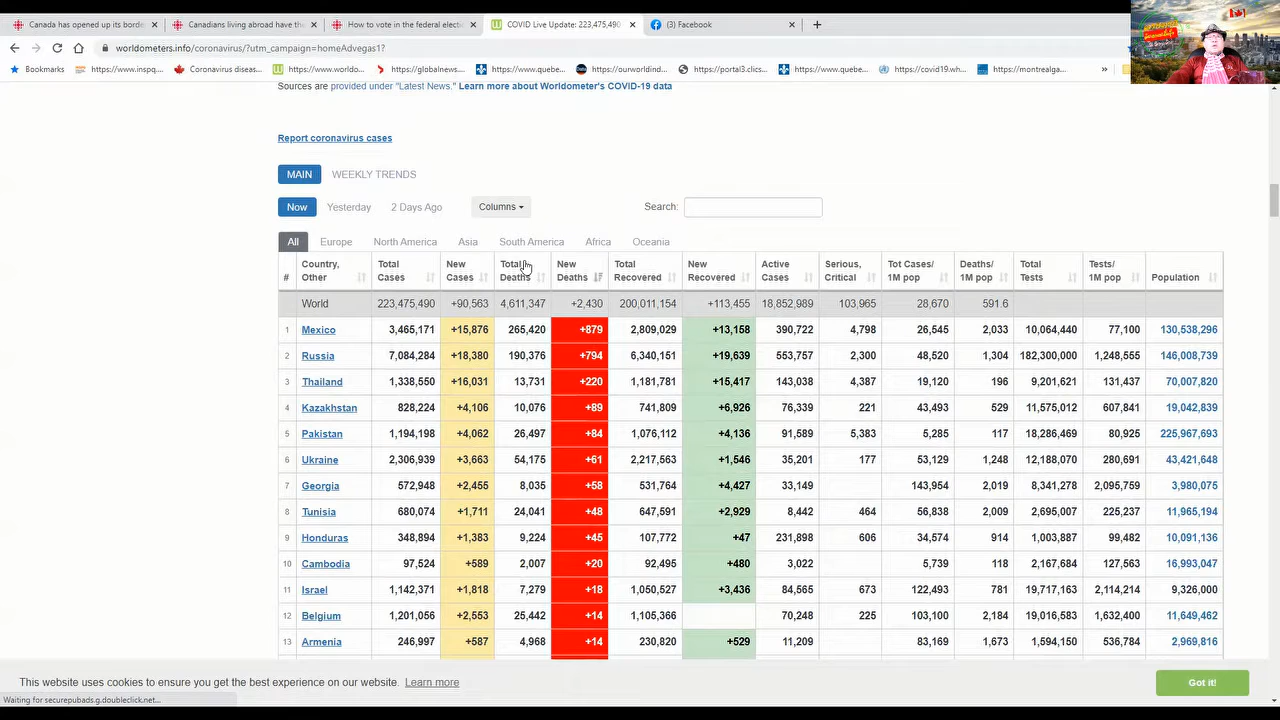 Canada has opened up its borde
Canadians living abroad have the
How to vote in the federal electi
COVID Live Update: 223,475,490
(3) Facebook
worldometers.info/coronavirus/?utm_campaign=homeAdvegas1?
Bookmarks
https://www.inspq...
Coronavirus diseas...
https://www.worldo...
https://globalnews....
https://www.quebe...
https://ourworldind...
https://portal3.clics...
https://www.quebe...
https://covid19.wh...
https://montrealga...
Sources are provided under "Latest News." Learn more about Worldometer's COVID-19 data
Report coronavirus cases
MAIN WEEKLY TRENDS
Now Yesterday 2 Days Ago Columns Search:
All Europe North America Asia South America Africa Oceania
# Country, Other Total Cases New Cases Total Deaths New Deaths Total Recovered New Recovered Active Cases Serious, Critical Tot Cases/ 1M pop Deaths/ 1M pop Total Tests Tests/ 1M pop Population
World 223,475,490 +90,563 4,611,347 +2,430 200,011,154 +113,455 18,852,989 103,965 28,670 591.6
1 Mexico 3,465,171 +15,876 265,420 +879 2,809,029 +13,158 390,722 4,798 26,545 2,033 10,064,440 77,100 130,538,296
2 Russia 7,084,284 +18,380 190,376 +794 6,340,151 +19,639 553,757 2,300 48,520 1,304 182,300,000 1,248,555 146,008,739
3 Thailand 1,338,550 +16,031 13,731 +220 1,181,781 +15,417 143,038 4,387 19,120 196 9,201,621 131,437 70,007,820
4 Kazakhstan 828,224 +4,106 10,076 +89 741,809 +6,926 76,339 221 43,493 529 11,575,012 607,841 19,042,839
5 Pakistan 1,194,198 +4,062 26,497 +84 1,076,112 +4,136 91,589 5,383 5,285 117 18,286,469 80,925 225,967,693
6 Ukraine 2,306,939 +3,663 54,175 +61 2,217,563 +1,546 35,201 177 53,129 1,248 12,188,070 280,691 43,421,648
7 Georgia 572,948 +2,455 8,035 +58 531,764 +4,427 33,149 143,954 2,019 8,341,278 2,095,759 3,980,075
8 Tunisia 680,074 +1,711 24,041 +48 647,591 +2,929 8,442 464 56,838 2,009 2,695,007 225,237 11,965,194
9 Honduras 348,894 +1,383 9,224 +45 107,772 +47 231,898 606 34,574 914 1,003,887 99,482 10,091,136
10 Cambodia 97,524 +589 2,007 +20 92,495 +480 3,022 5,739 118 2,167,684 127,563 16,993,047
11 Israel 1,142,371 +1,818 7,279 +18 1,050,527 +3,436 84,565 673 122,493 781 19,717,163 2,114,214 9,326,000
12 Belgium 1,201,056 +2,553 25,442 +14 1,105,366 70,248 225 103,100 2,184 19,016,583 1,632,400 11,649,462
13 Armenia 246,997 +587 4,968 +14 230,820 +529 11,209 83,169 1,673 1,594,150 536,784 2,969,816
This website uses cookies to ensure you get the best experience on our website. Learn more
Got it!
Waiting for securepubads.g.doubleclick.net...